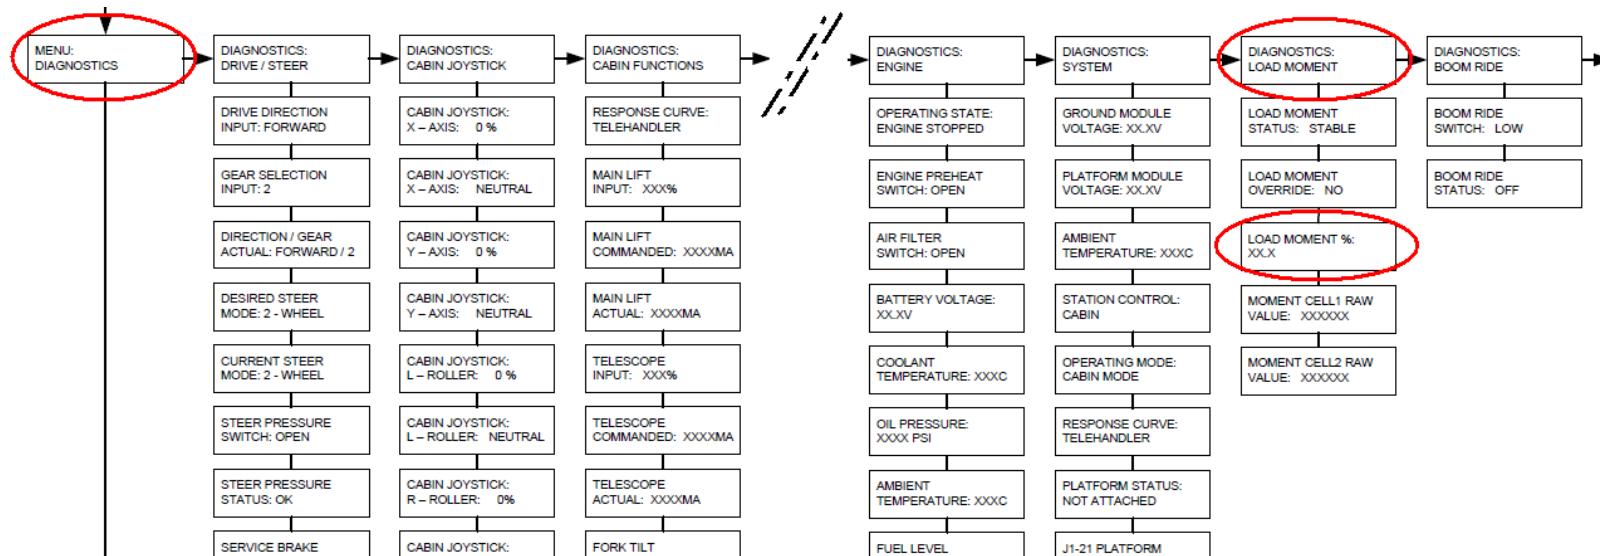 MENU:
DIAGNOSTICS
DIAGNOSTICS:
DRIVE / STEER
DRIVE DIRECTION
INPUT: FORWARD
GEAR SELECTION
INPUT: 2
DIRECTION / GEAR
ACTUAL: FORWARD / 2
DESIRED STEER
MODE: 2 - WHEEL
CURRENT STEER
MODE: 2 - WHEEL
STEER PRESSURE
SWITCH: OPEN
STEER PRESSURE
STATUS: OK
SERVICE BRAKE
DIAGNOSTICS:
CABIN JOYSTICK
CABIN JOYSTICK:
X – AXIS: 0 %
CABIN JOYSTICK:
X – AXIS: NEUTRAL
CABIN JOYSTICK:
Y – AXIS: 0 %
CABIN JOYSTICK:
Y – AXIS: NEUTRAL
CABIN JOYSTICK:
L – ROLLER: 0 %
CABIN JOYSTICK:
L – ROLLER: NEUTRAL
CABIN JOYSTICK:
R – ROLLER: 0%
CABIN JOYSTICK:
DIAGNOSTICS:
CABIN FUNCTIONS
RESPONSE CURVE:
TELEHANDLER
MAIN LIFT
INPUT: XXX%
MAIN LIFT
COMMANDED: XXXXMA
MAIN LIFT
ACTUAL: XXXXMA
TELESCOPE
INPUT: XXX%
TELESCOPE
COMMANDED: XXXXMA
TELESCOPE
ACTUAL: XXXXMA
FORK TILT
DIAGNOSTICS:
ENGINE
OPERATING STATE:
ENGINE STOPPED
ENGINE PREHEAT
SWITCH: OPEN
AIR FILTER
SWITCH: OPEN
BATTERY VOLTAGE:
XX.XV
COOLANT
TEMPERATURE: XXXC
OIL PRESSURE:
XXXX PSI
AMBIENT
TEMPERATURE: XXXC
FUEL LEVEL
DIAGNOSTICS:
SYSTEM
GROUND MODULE
VOLTAGE: XX.XV
PLATFORM MODULE
VOLTAGE: XX.XV
AMBIENT
TEMPERATURE: XXXC
STATION CONTROL:
CABIN
OPERATING MODE:
CABIN MODE
RESPONSE CURVE:
TELEHANDLER
PLATFORM STATUS:
NOT ATTACHED
J1-21 PLATFORM
DIAGNOSTICS:
LOAD MOMENT
LOAD MOMENT
STATUS: STABLE
LOAD MOMENT
OVERRIDE: NO
LOAD MOMENT %:
XX.X
MOMENT CELL1 RAW
VALUE: XXXXXX
MOMENT CELL2 RAW
VALUE: XXXXXX
DIAGNOSTICS:
BOOM RIDE
BOOM RIDE
SWITCH: LOW
BOOM RIDE
STATUS: OFF